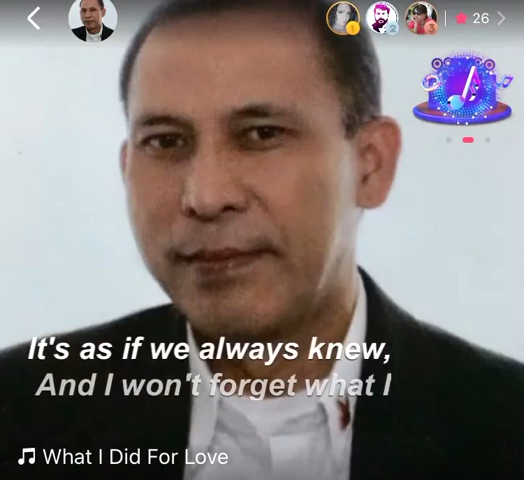 26
It's as if we always knew,
And I won't forget what I
What I Did For Love